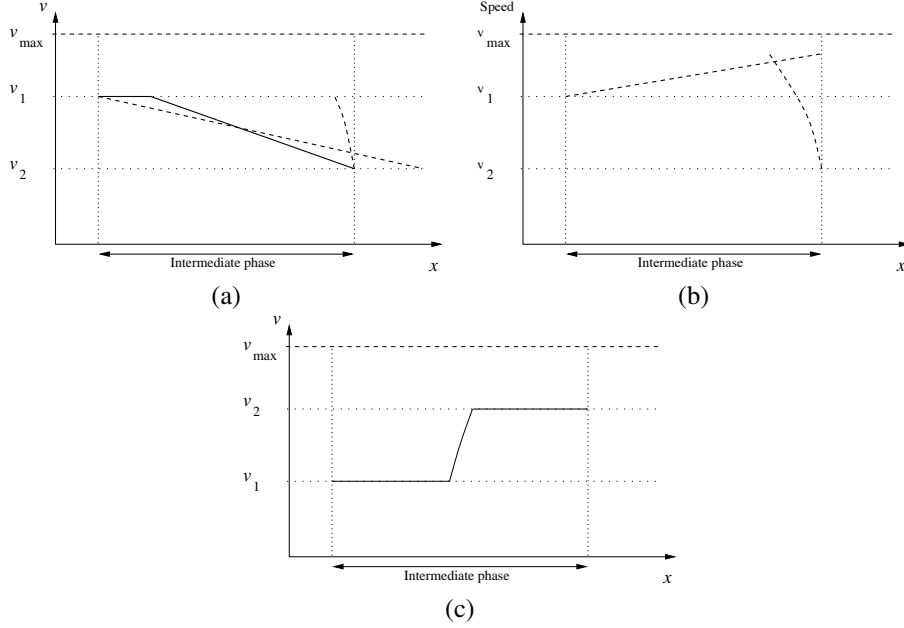 v
v max
v 1
v 2
Intermediate phase
x
(a)
Speed
v max
v 1
v 2
Intermediate phase
x
(b)
v
v max
v 2
v 1
Intermediate phase
x
(c)